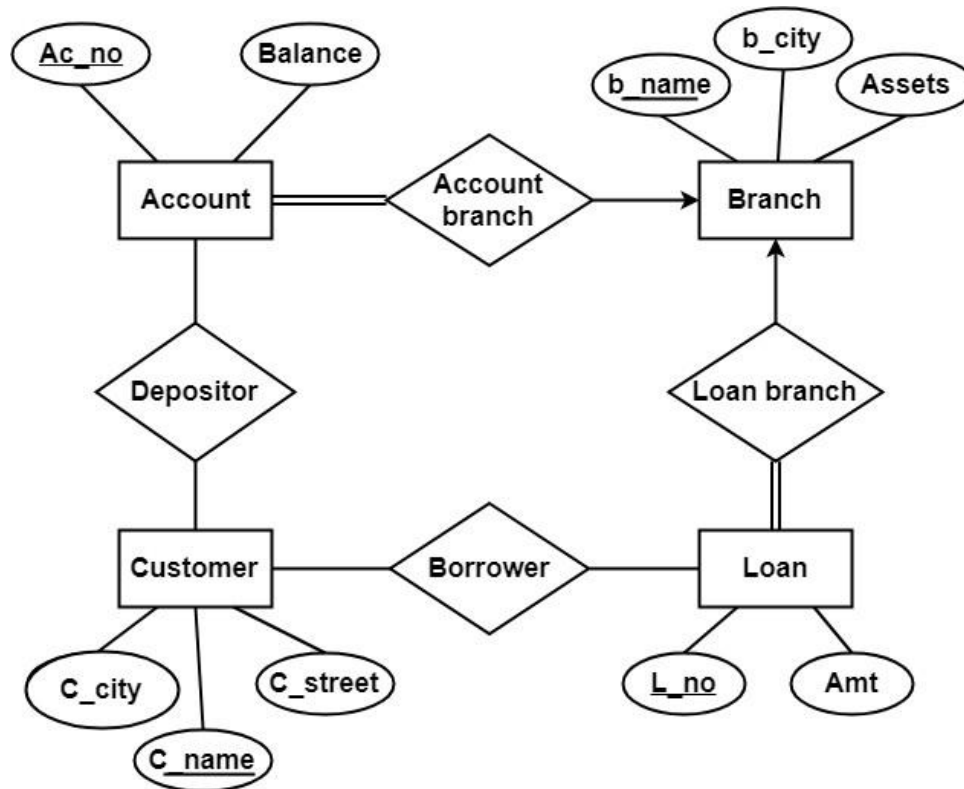 Ac_no
Balance
b_city
b_name
Assets
Account
Account
branch
Branch
Depositor
Loan branch
Customer
Borrower
Loan
C_city
C_street
L_no
Amt
C_name